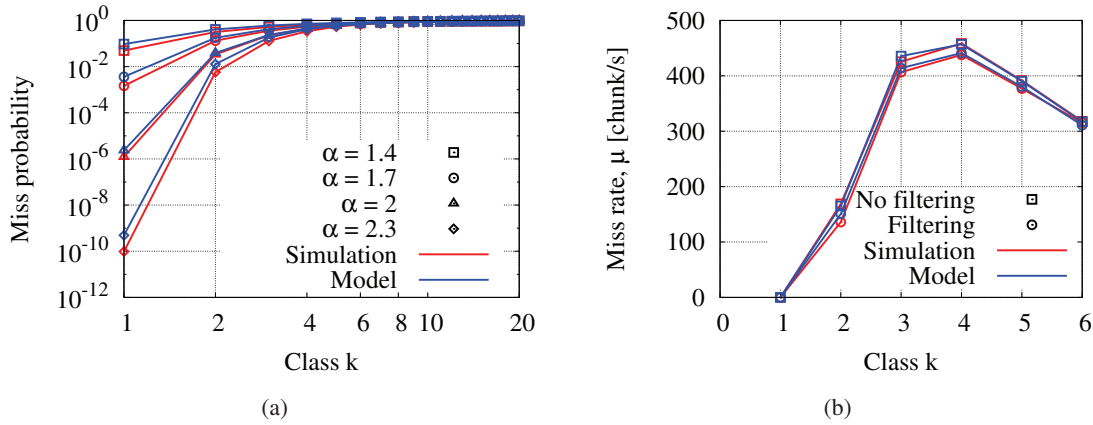 Miss probability
10^0
10^-2
10^-4
10^-6
10^-8
10^-10
10^-12
α = 1.4
α = 1.7
α = 2
α = 2.3
Simulation
Model
1 2 4 6 8 10 20
Class k
(a)
Miss rate, μ [chunk/s]
500
400
300
200
100
0
No filtering
Filtering
Simulation
Model
0 1 2 3 4 5 6
Class k
(b)